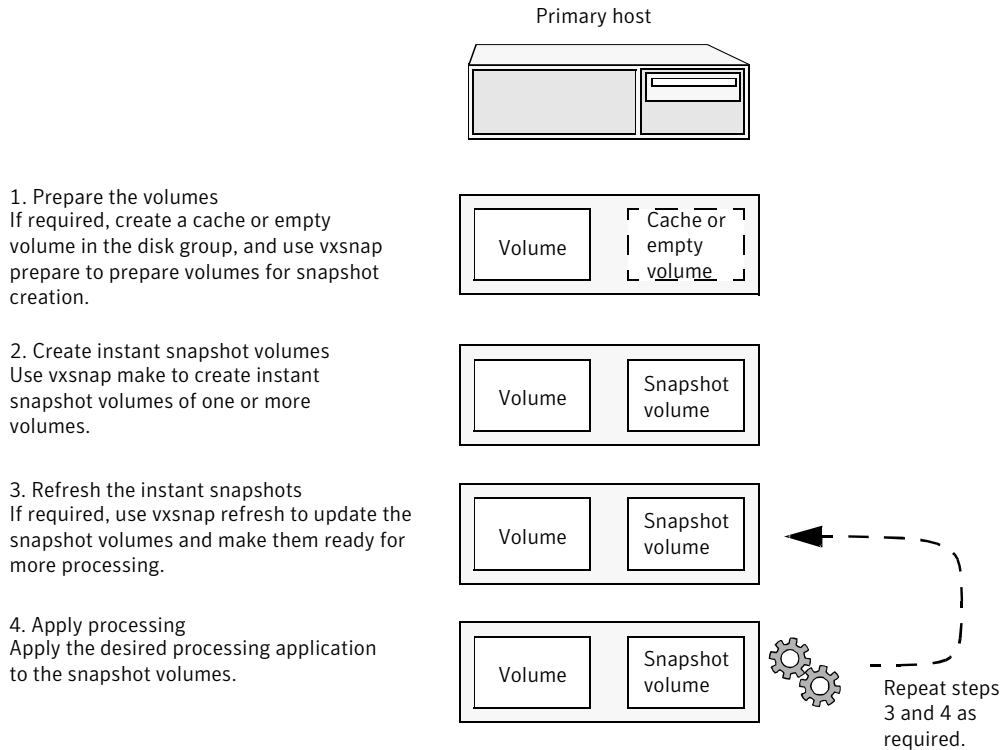 Primary host
1. Prepare the volumes
If required, create a cache or empty
volume in the disk group, and use vxsnap
prepare to prepare volumes for snapshot
creation.
Volume
Cache or
empty
volume
2. Create instant snapshot volumes
Use vxsnap make to create instant
snapshot volumes of one or more
volumes.
Volume
Snapshot
volume
3. Refresh the instant snapshots
If required, use vxsnap refresh to update the
snapshot volumes and make them ready for
more processing.
Volume
Snapshot
volume
4. Apply processing
Apply the desired processing application
to the snapshot volumes.
Volume
Snapshot
volume
Repeat steps
3 and 4 as
required.